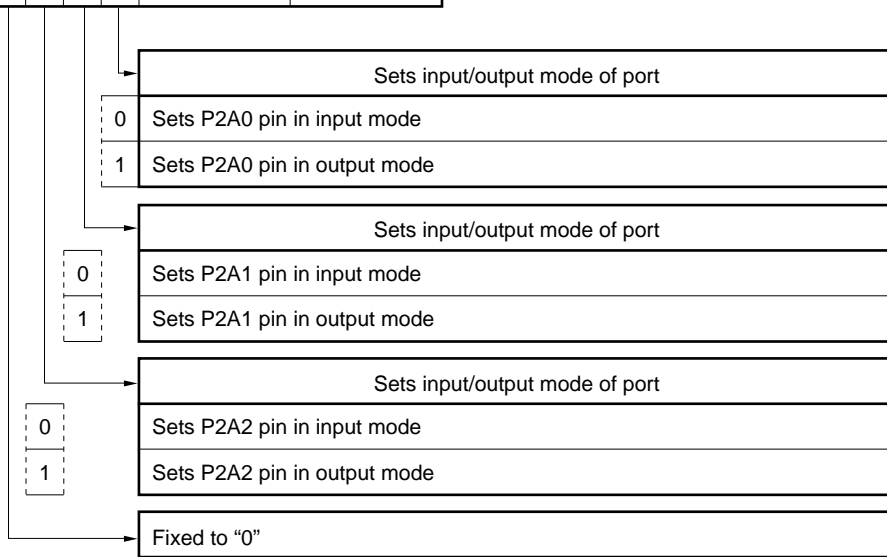 Sets input/output mode of port
0 Sets P2A0 pin in input mode
1 Sets P2A0 pin in output mode
Sets input/output mode of port
0 Sets P2A1 pin in input mode
1 Sets P2A1 pin in output mode
Sets input/output mode of port
0 Sets P2A2 pin in input mode
1 Sets P2A2 pin in output mode
Fixed to “0”